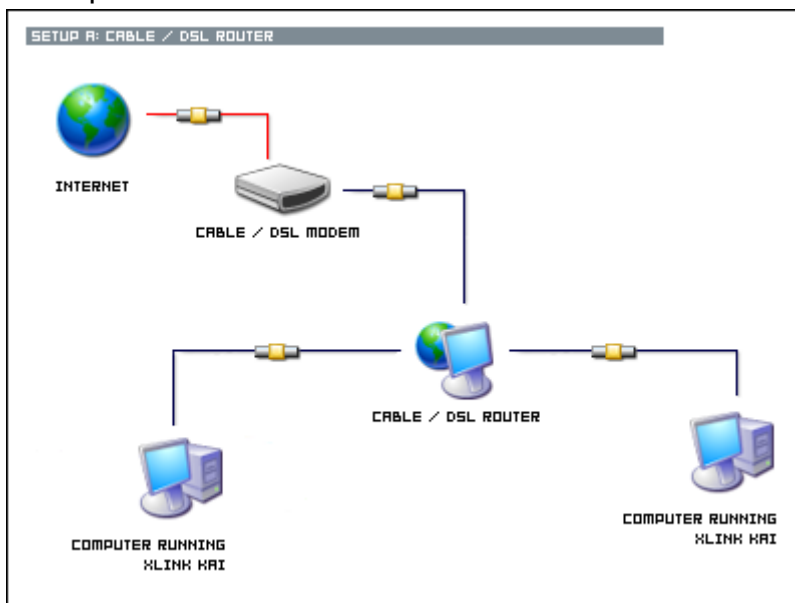 SETUP A: CABLE / DSL ROUTER
INTERNET
CABLE / DSL MODEM
CABLE / DSL ROUTER
COMPUTER RUNNING
XLINK KAI
COMPUTER RUNNING
XLINK KAI